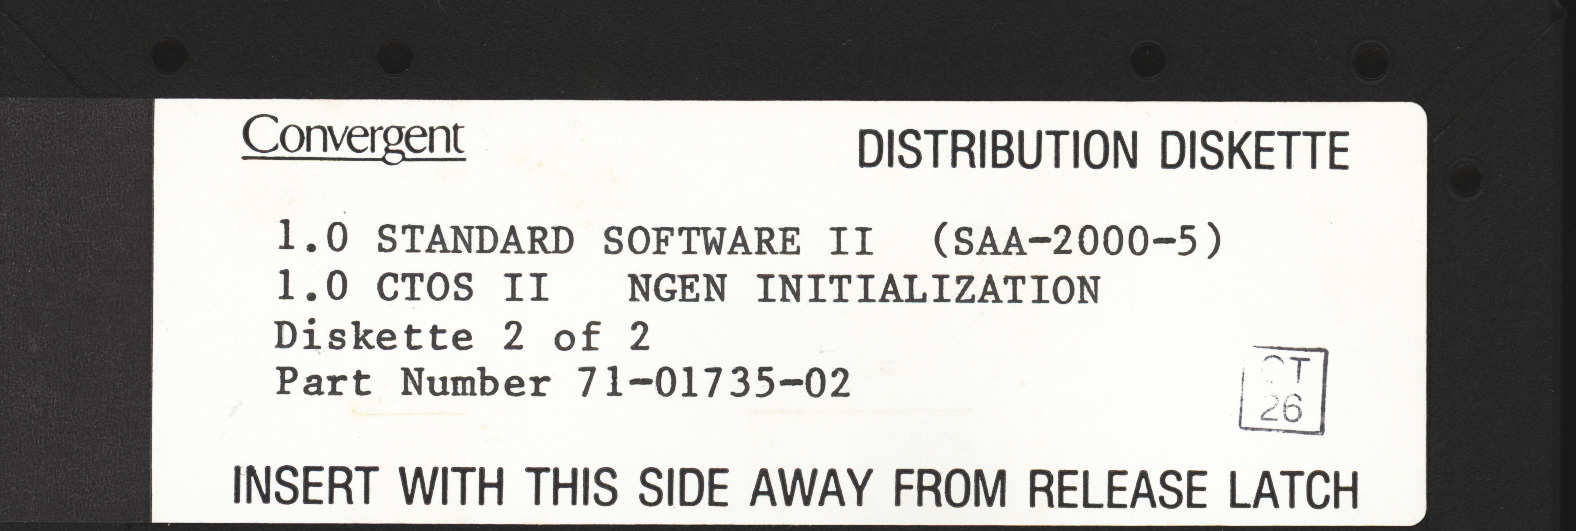 Convergent
DISTRIBUTION DISKETTE
1.0 STANDARD SOFTWARE II (SAA-2000-5)
1.0 CTOS II NGEN INITIALIZATION
Diskette 2 of 2
Part Number 71-01735-02
CT
26
INSERT WITH THIS SIDE AWAY FROM RELEASE LATCH